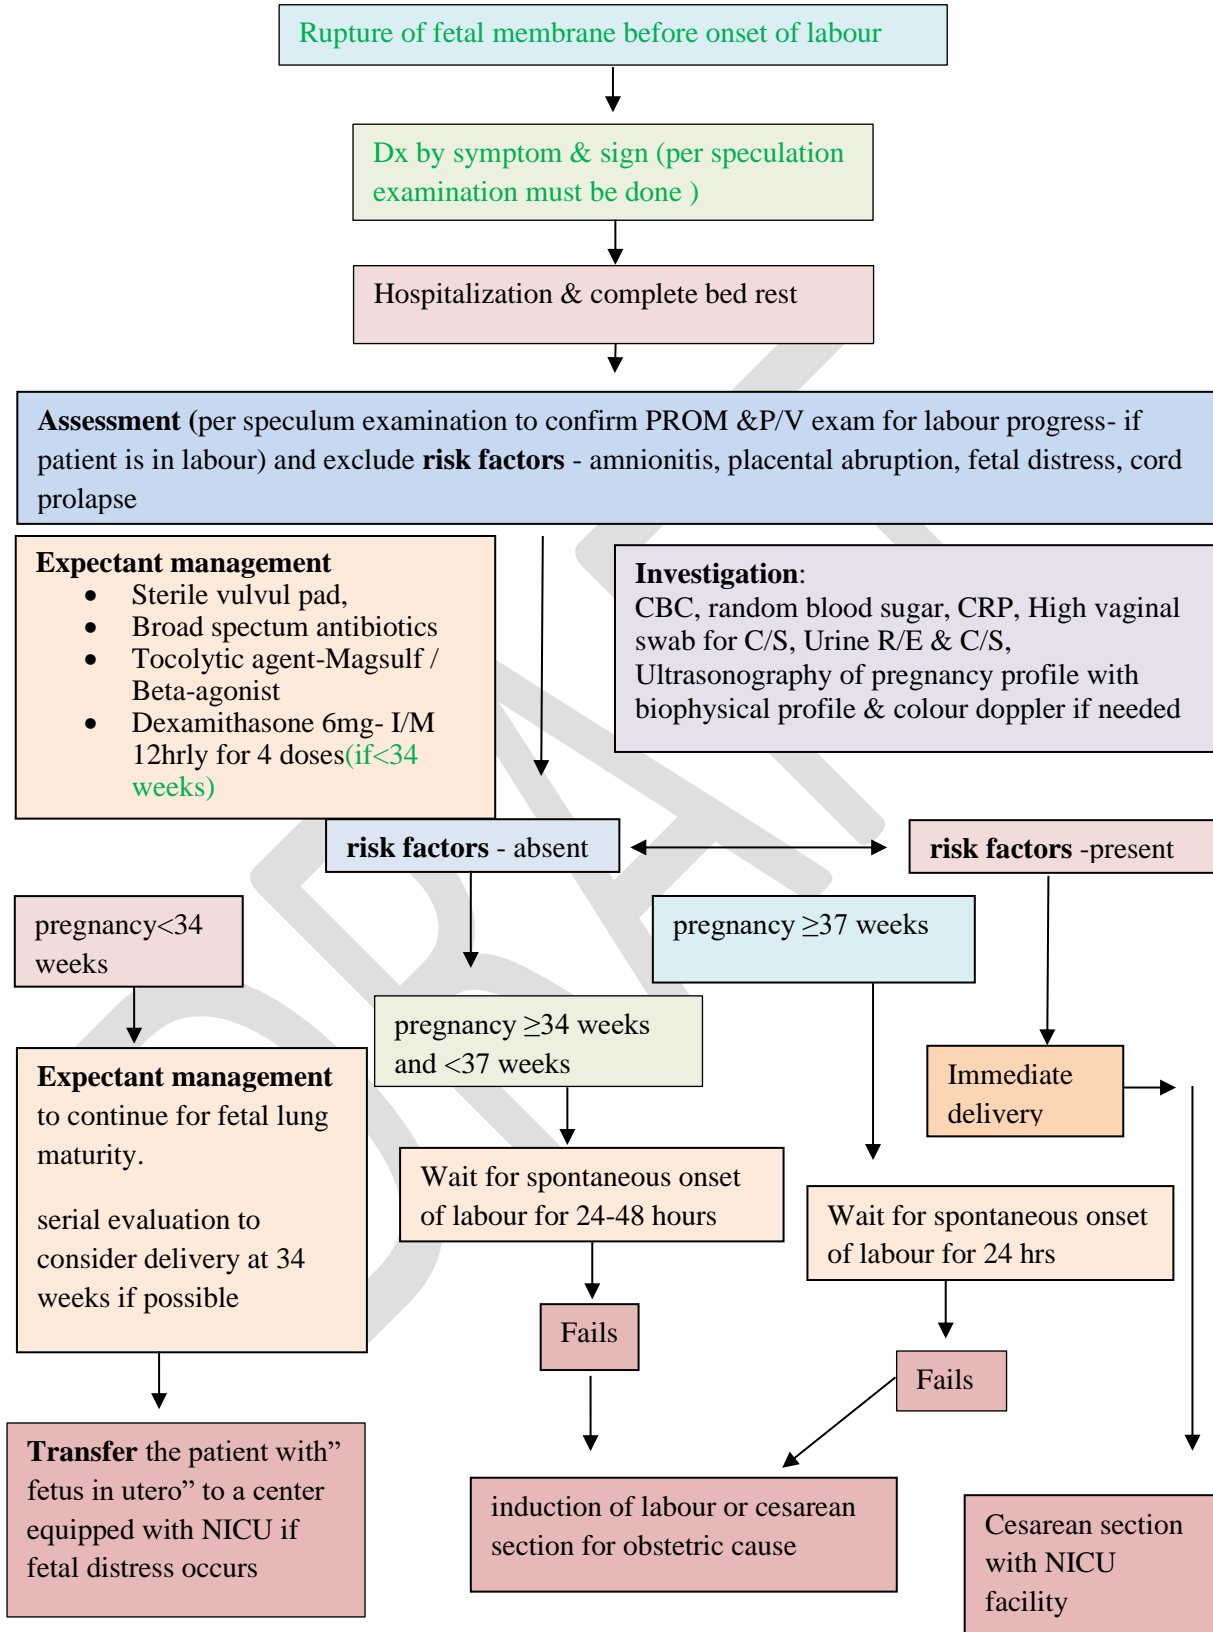 Rupture of fetal membrane before onset of labour
Dx by symptom & sign (per speculation
examination must be done )
Hospitalization & complete bed rest
Assessment (per speculum examination to confirm PROM &P/V exam for labour progress- if
patient is in labour) and exclude risk factors - amnionitis, placental abruption, fetal distress, cord
prolapse
Expectant management
• Sterile vulvul pad,
• Broad spectum antibiotics
• Tocolytic agent-Magsulf /
Beta-agonist
• Dexamithasone 6mg- I/M
12hrly for 4 doses(if<34
weeks)
Investigation:
CBC, random blood sugar, CRP, High vaginal
swab for C/S, Urine R/E & C/S,
Ultrasonography of pregnancy profile with
biophysical profile & colour doppler if needed
risk factors - absent
risk factors -present
pregnancy<34
weeks
pregnancy ≥37 weeks
pregnancy ≥34 weeks
and <37 weeks
Expectant management
to continue for fetal lung
maturity.
serial evaluation to
consider delivery at 34
weeks if possible
Immediate
delivery
Wait for spontaneous onset
of labour for 24-48 hours
Wait for spontaneous onset
of labour for 24 hrs
Fails
Fails
Transfer the patient with”
fetus in utero” to a center
equipped with NICU if
fetal distress occurs
induction of labour or cesarean
section for obstetric cause
Cesarean section
with NICU
facility
DRAFT